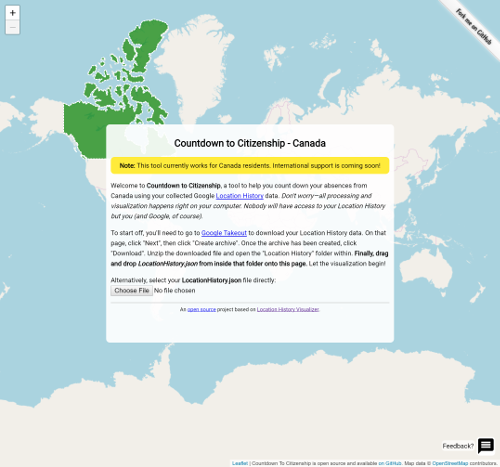 +
−
Fork me on GitHub
Countdown to Citizenship - Canada
Note: This tool currently works for Canada residents. International support is coming soon!
Welcome to Countdown to Citizenship, a tool to help you count down your absences from
Canada using your collected Google Location History data. Don't worry—all processing and
visualization happens right on your computer. Nobody will have access to your Location History
but you (and Google, of course).
To start off, you'll need to go to Google Takeout to download your Location History data. On that
page, click "Next", then click "Create archive". Once the archive has been created, click
"Download". Unzip the downloaded file and open the "Location History" folder within. Finally, drag
and drop LocationHistory.json from inside that folder onto this page. Let the visualization begin!
Alternatively, select your LocationHistory.json file directly:
Choose File No file chosen
An open source project based on Location History Visualizer.
Feedback?
Leaflet | Countdown To Citizenship is open source and available on GitHub. Map data © OpenStreetMap contributors.